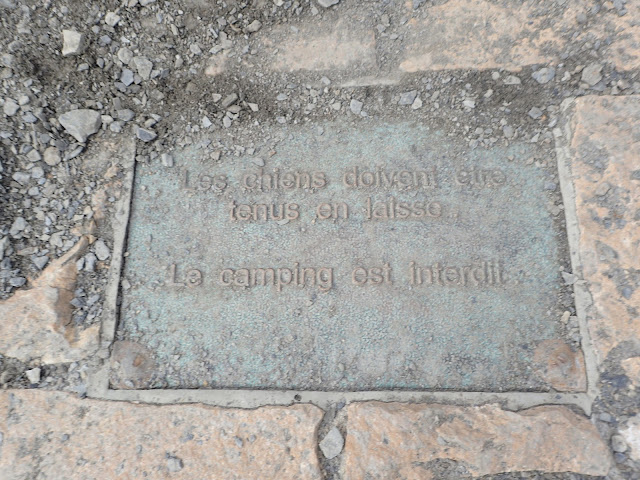 Les chiens doivent être
tenus en laisse.
Le camping est interdit.